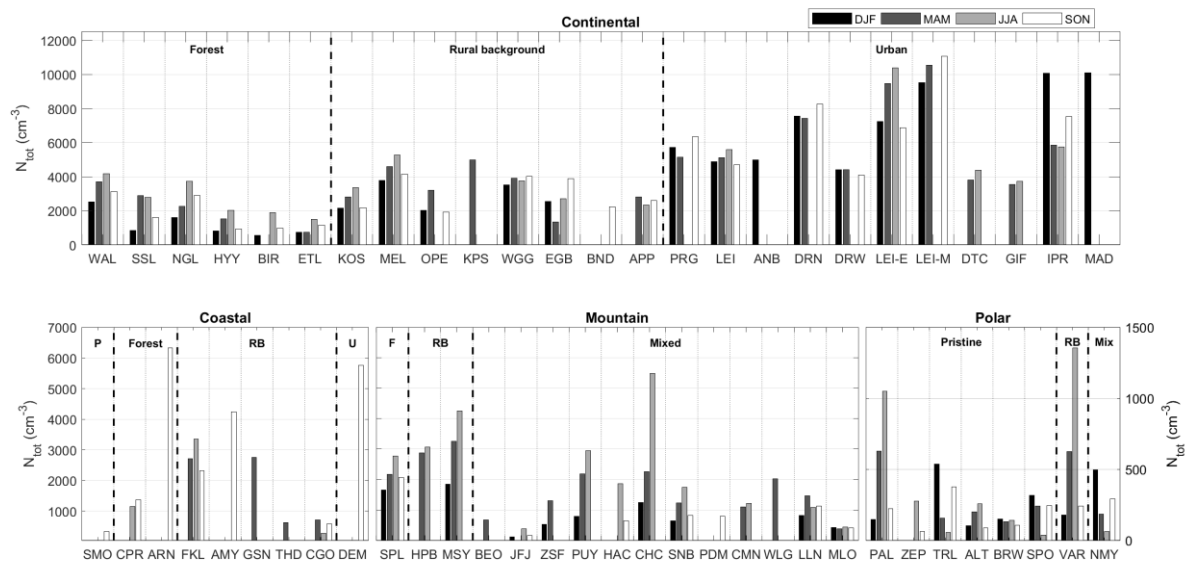 Continental
DJF MAM JJA SON
Forest Rural background Urban
12000
10000
8000
6000
4000
2000
0
N_tot (cm^-3)
WAL SSL NGL HYY BIR ETL KOS MEL OPE KPS WGG EGB BND APP PRG LEI ANB DRN DRW LEI-E LEI-M DTC GIF IPR MAD
Coastal Mountain Polar
P Forest RB U F RB Mixed Pristine RB Mix
7000
6000
5000
4000
3000
2000
1000
N_tot (cm^-3)
1500
1000
500
0
N_tot (cm^-3)
SMO CPR ARN FKL AMY GSN THD CGO DEM SPL HPB MSY BEO JFJ ZSF PUY HAC CHC SNB PDM CMN WLG LLN MLO PAL ZEP TRL ALT BRW SPO VAR NMY